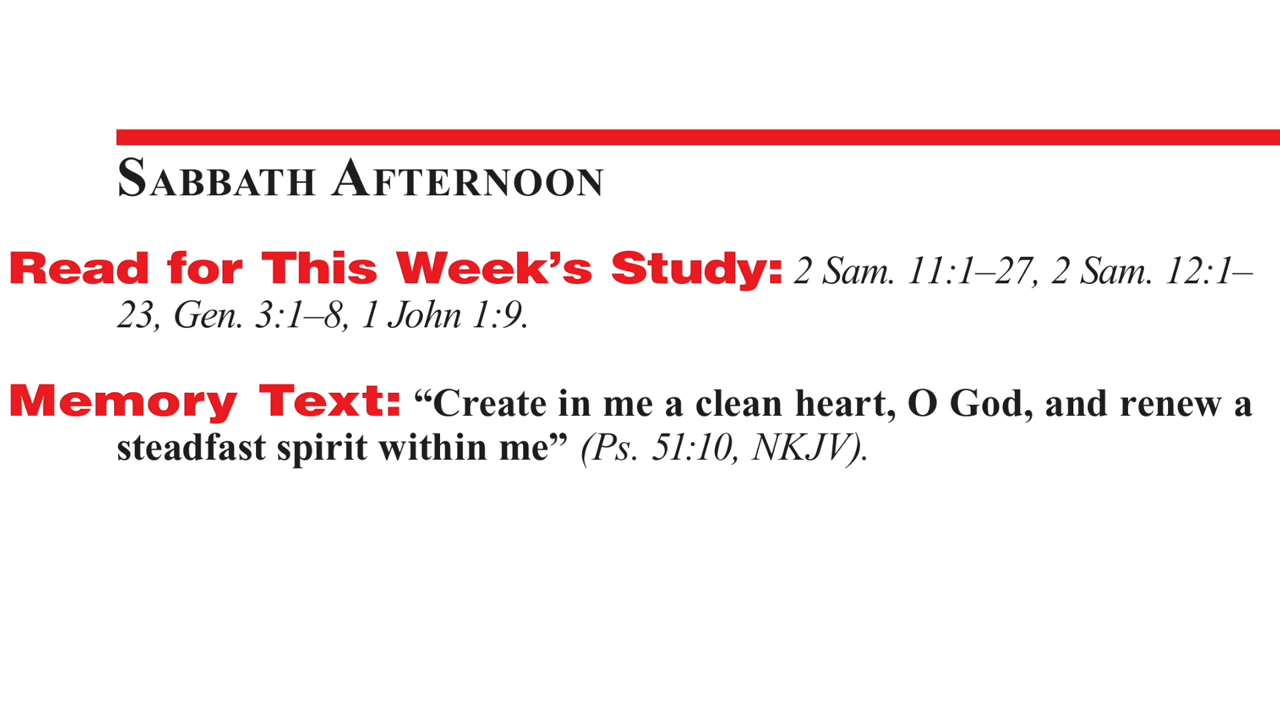 SABBATH AFTERNOON
Read for This Week’s Study: 2 Sam. 11:1–27, 2 Sam. 12:1–
23, Gen. 3:1–8, 1 John 1:9.
Memory Text: “Create in me a clean heart, O God, and renew a
steadfast spirit within me” (Ps. 51:10, NKJV).